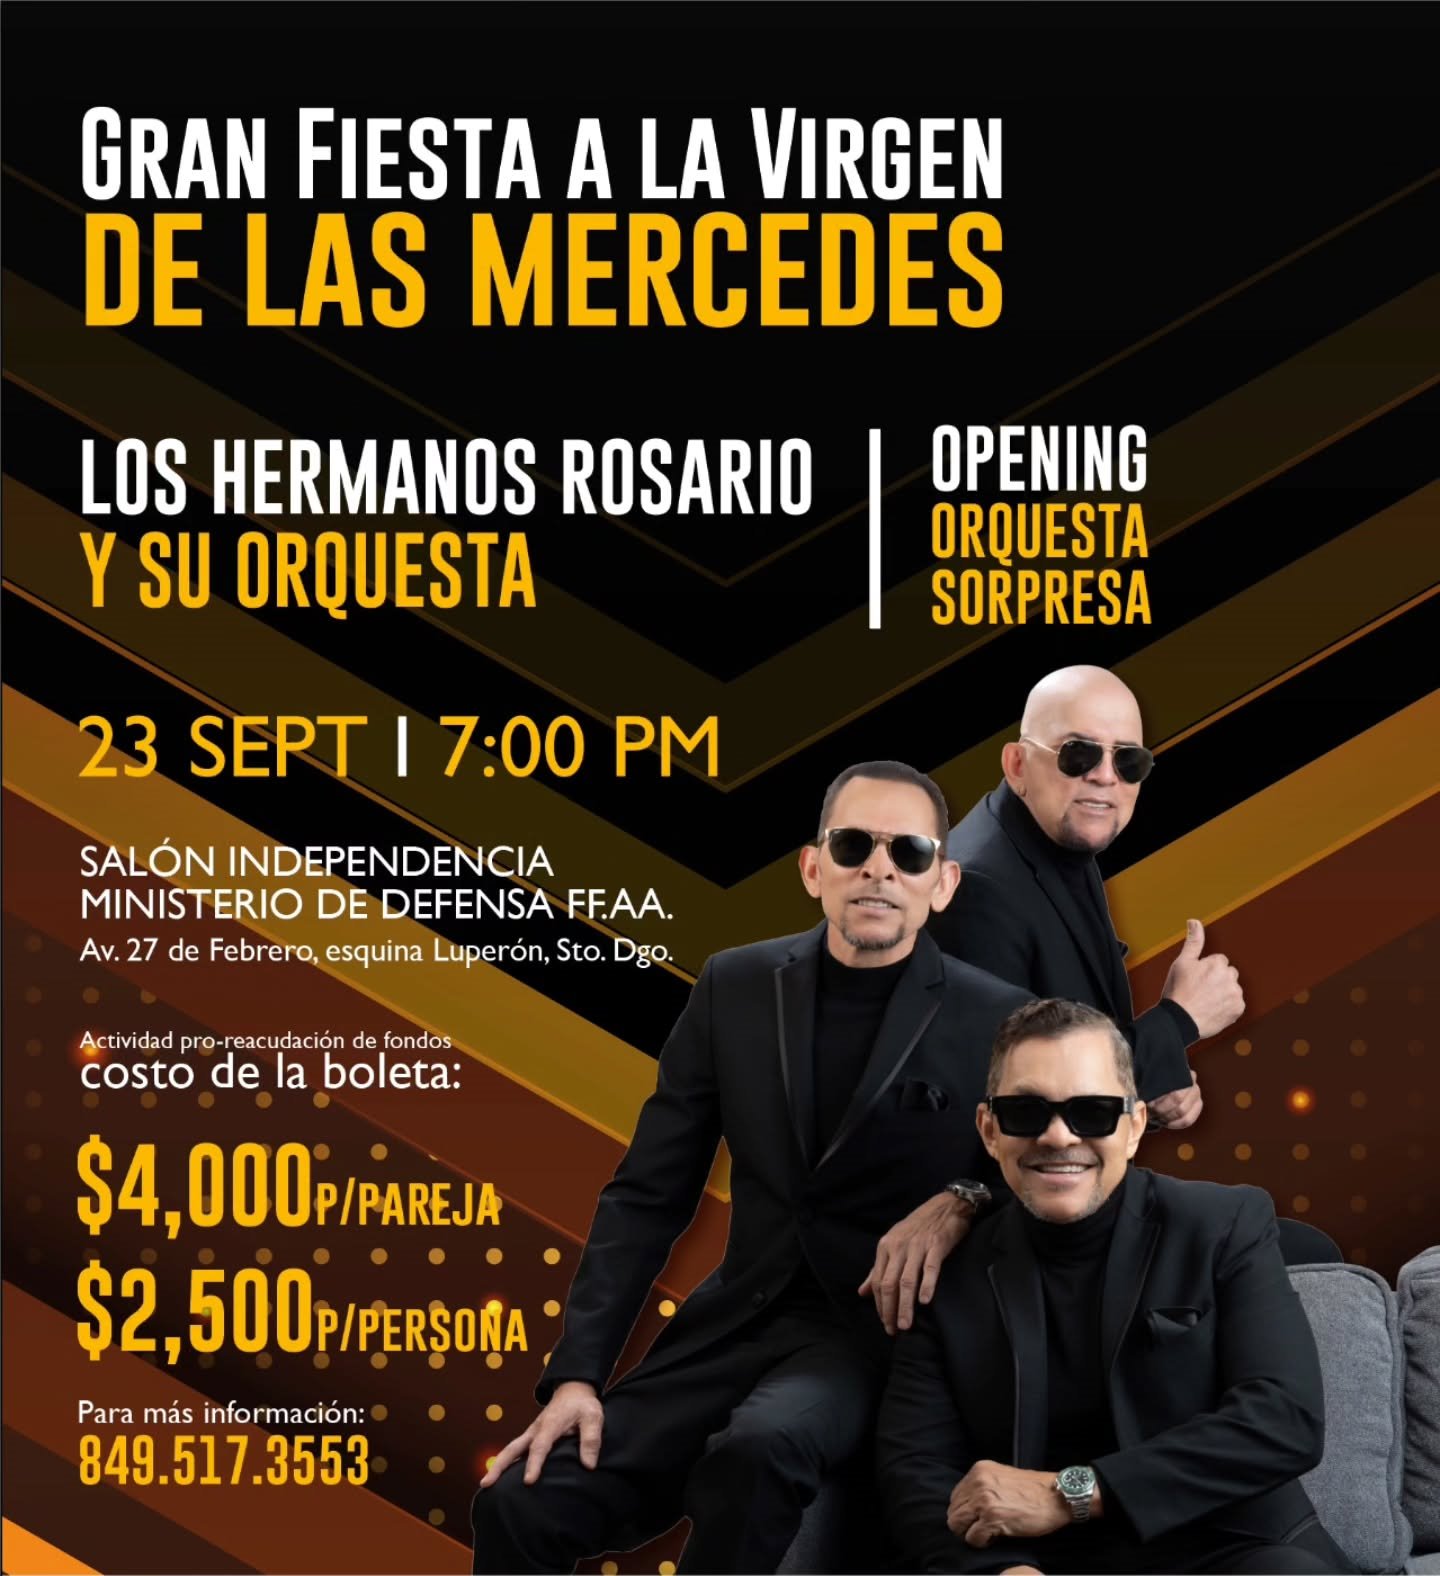 GRAN FIESTA A LA VIRGEN
DE LAS MERCEDES
LOS HERMANOS ROSARIO
Y SU ORQUESTA
OPENING
ORQUESTA
SORPRESA
23 SEPT | 7:00 PM
SALÓN INDEPENDENCIA
MINISTERIO DE DEFENSA FF.AA.
Av. 27 de Febrero, esquina Luperón, Sto. Dgo.
Actividad pro-reacudación de fondos
costo de la boleta:
$4,000 P/PAREJA
$2,500 P/PERSONA
Para más información:
849.517.3553